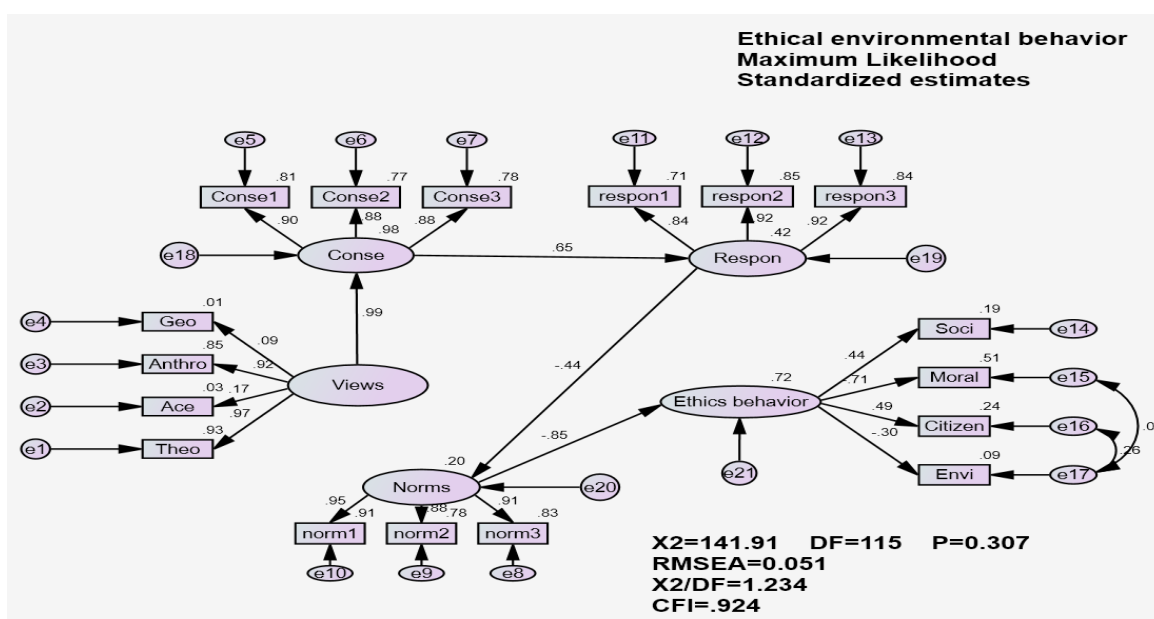 Ethical environmental behavior
Maximum Likelihood
Standardized estimates
e5 e6 e7 e11 e12 e13
.81 .77 .78 .71 .85 .84
Conse1 Conse2 Conse3 respon1 respon2 respon3
.90 .88 .88 .84 .92 .92
.98 .42
e18 Conse .65 Respon e19
.01
e4 Geo .09
.99
.85
e3 Anthro .92
.03 .17
e2 Ace
Views
.97
.93
e1 Theo
-.44
.19
Soci e14
.44
.51
-.71 Moral e15
.72
Ethics behavior
.49 .24
Citizen e16
-.30
.09 .26
Envi e17
.0
e21
-.85
.20
Norms e20
.95 .88 .91
.91 .78 .83
norm1 norm2 norm3
e10 e9 e8
X2=141.91 DF=115 P=0.307
RMSEA=0.051
X2/DF=1.234
CFI=.924